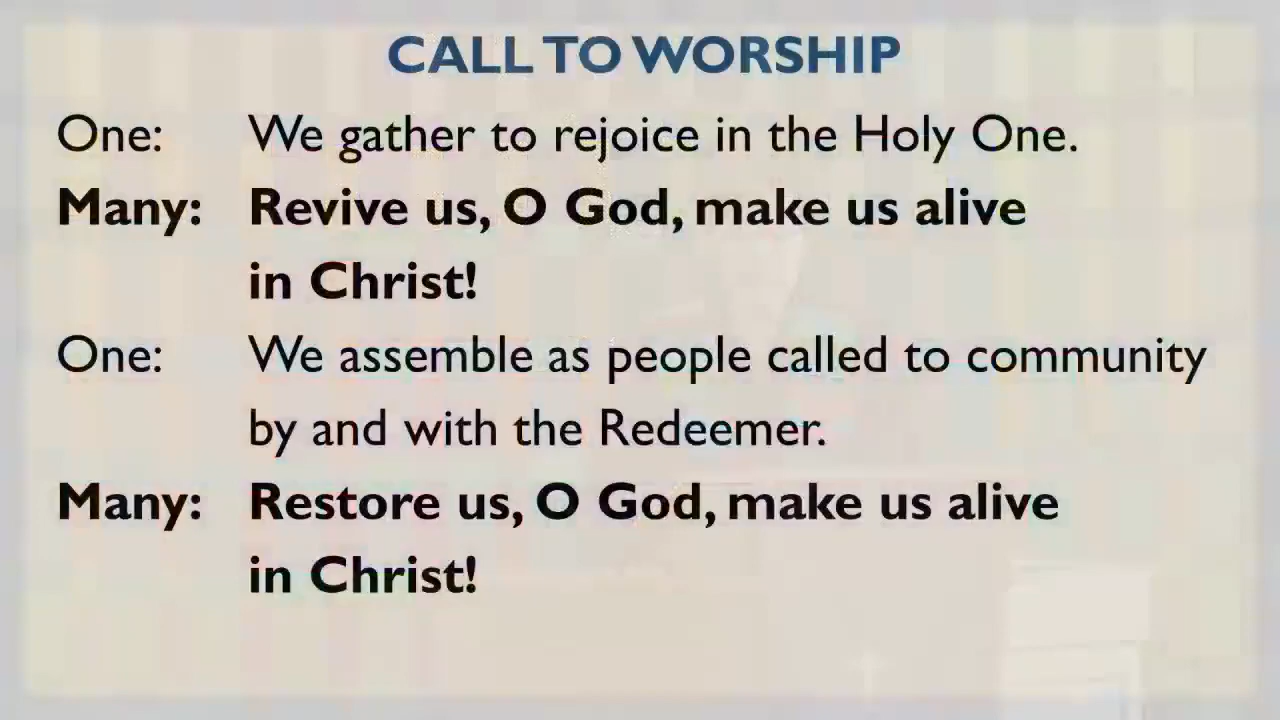 CALL TO WORSHIP
One: We gather to rejoice in the Holy One.
Many: Revive us, O God, make us alive
in Christ!
One: We assemble as people called to community
by and with the Redeemer.
Many: Restore us, O God, make us alive
in Christ!